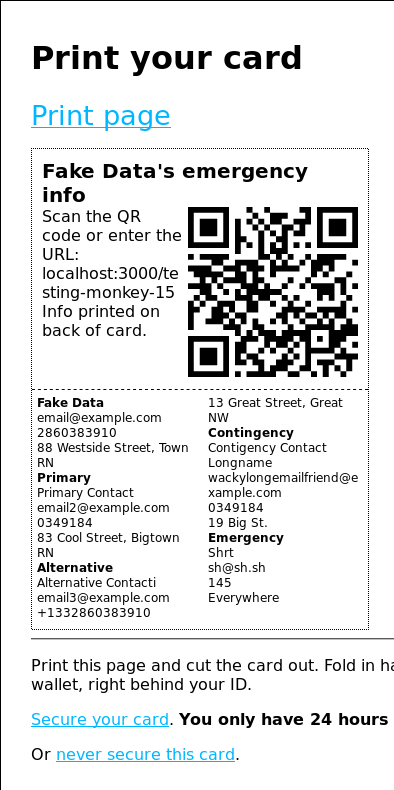 Print your card
Print page
Fake Data's emergency
info
Scan the QR
code or enter the
URL:
localhost:3000/te
sting-monkey-15
Info printed on
back of card.
Fake Data
email@example.com
2860383910
88 Westside Street, Town
RN
Primary
Primary Contact
email2@example.com
0349184
83 Cool Street, Bigtown
RN
Alternative
Alternative Contacti
email3@example.com
+1332860383910
13 Great Street, Great
NW
Contingency
Contigency Contact
Longname
wackylongemailfriend@e
xample.com
0349184
19 Big St.
Emergency
Shrt
sh@sh.sh
145
Everywhere
Print this page and cut the card out. Fold in ha
wallet, right behind your ID.
Secure your card. You only have 24 hours
Or never secure this card.